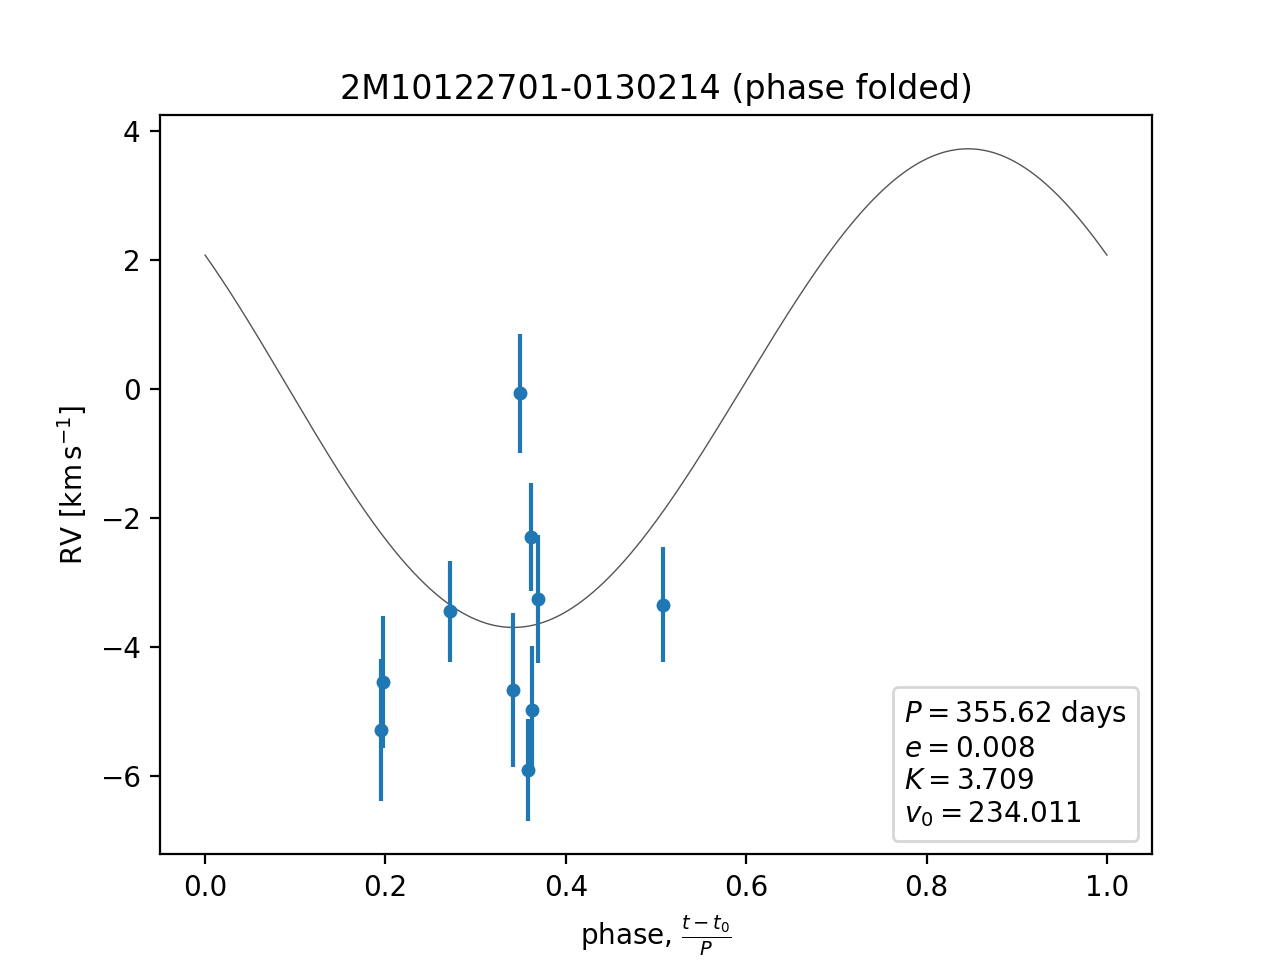 2M10122701-0130214 (phase folded)
4
2
0
−2
−4
−6
RV [km s⁻¹]
P = 355.62 days
e = 0.008
K = 3.709
v₀ = 234.011
0.0 0.2 0.4 0.6 0.8 1.0
phase, (t − t₀)/P